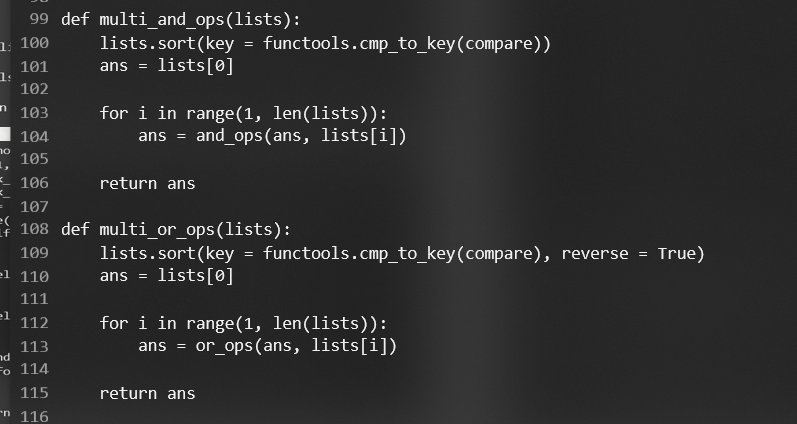 99 def multi_and_ops(lists):
100     lists.sort(key = functools.cmp_to_key(compare))
101     ans = lists[0]
102
103     for i in range(1, len(lists)):
104         ans = and_ops(ans, lists[i])
105
106     return ans
107
108 def multi_or_ops(lists):
109     lists.sort(key = functools.cmp_to_key(compare), reverse = True)
110     ans = lists[0]
111
112     for i in range(1, len(lists)):
113         ans = or_ops(ans, lists[i])
114
115     return ans
116